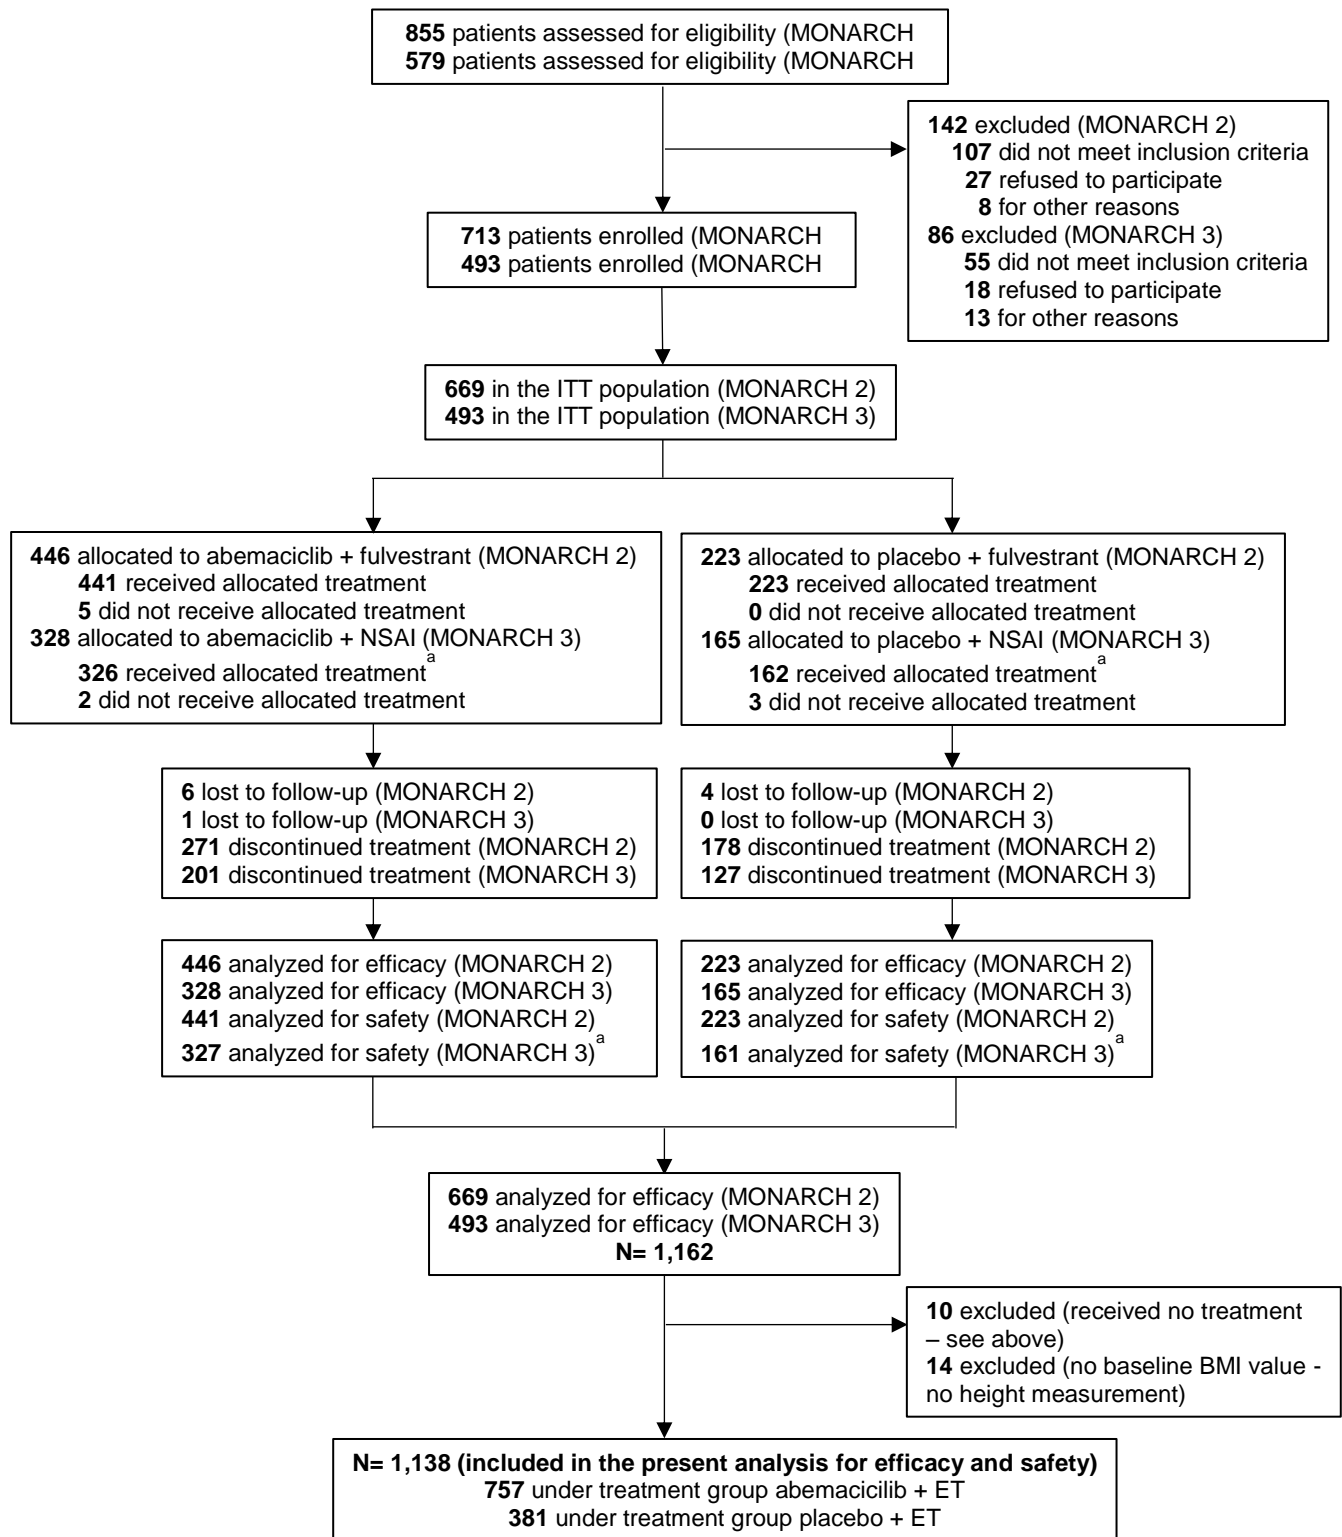 855 patients assessed for eligibility (MONARCH
579 patients assessed for eligibility (MONARCH
142 excluded (MONARCH 2)
107 did not meet inclusion criteria
27 refused to participate
8 for other reasons
86 excluded (MONARCH 3)
55 did not meet inclusion criteria
18 refused to participate
13 for other reasons
713 patients enrolled (MONARCH
493 patients enrolled (MONARCH
669 in the ITT population (MONARCH 2)
493 in the ITT population (MONARCH 3)
446 allocated to abemaciclib + fulvestrant (MONARCH 2)
441 received allocated treatment
5 did not receive allocated treatment
328 allocated to abemaciclib + NSAI (MONARCH 3)
326 received allocated treatment a
2 did not receive allocated treatment
223 allocated to placebo + fulvestrant (MONARCH 2)
223 received allocated treatment
0 did not receive allocated treatment
165 allocated to placebo + NSAI (MONARCH 3)
162 received allocated treatment a
3 did not receive allocated treatment
6 lost to follow-up (MONARCH 2)
1 lost to follow-up (MONARCH 3)
271 discontinued treatment (MONARCH 2)
201 discontinued treatment (MONARCH 3)
4 lost to follow-up (MONARCH 2)
0 lost to follow-up (MONARCH 3)
178 discontinued treatment (MONARCH 2)
127 discontinued treatment (MONARCH 3)
446 analyzed for efficacy (MONARCH 2)
328 analyzed for efficacy (MONARCH 3)
441 analyzed for safety (MONARCH 2)
327 analyzed for safety (MONARCH 3) a
223 analyzed for efficacy (MONARCH 2)
165 analyzed for efficacy (MONARCH 3)
223 analyzed for safety (MONARCH 2)
161 analyzed for safety (MONARCH 3) a
669 analyzed for efficacy (MONARCH 2)
493 analyzed for efficacy (MONARCH 3)
N= 1,162
10 excluded (received no treatment
– see above)
14 excluded (no baseline BMI value -
no height measurement)
N= 1,138 (included in the present analysis for efficacy and safety)
757 under treatment group abemacicilib + ET
381 under treatment group placebo + ET